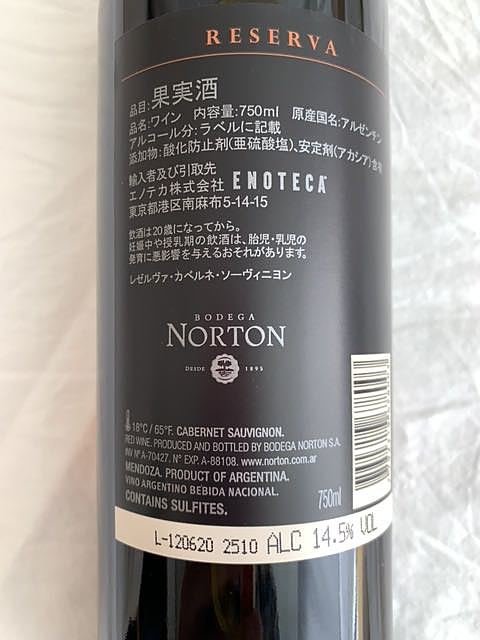 RESERVA
品目:果実酒
品名:ワイン 内容量:750ml 原産国名:アルゼンチン
アルコール分:ラベルに記載
添加物:酸化防止剤(亜硫酸塩)、安定剤(アカシア)含有
輸入者及び引取先
エノテカ株式会社 ENOTECA
東京都港区南麻布5-14-15
飲酒は20歳になってから。
妊娠中や授乳期の飲酒は、胎児・乳児の
発育に悪影響を与えるおそれがあります。
レゼルヴァ・カベルネ・ソーヴィニヨン
BODEGA
NORTON
DESDE 1895
18°C / 65°F. CABERNET SAUVIGNON.
RED WINE. PRODUCED AND BOTTLED BY BODEGA NORTON S.A.
INV Nº A-70427. Nº EXP. A-88108. www.norton.com.ar
MENDOZA. PRODUCT OF ARGENTINA.
VINO ARGENTINO BEBIDA NACIONAL.
CONTAINS SULFITES. 750ml
L-120620 2510 ALC 14.5% VOL